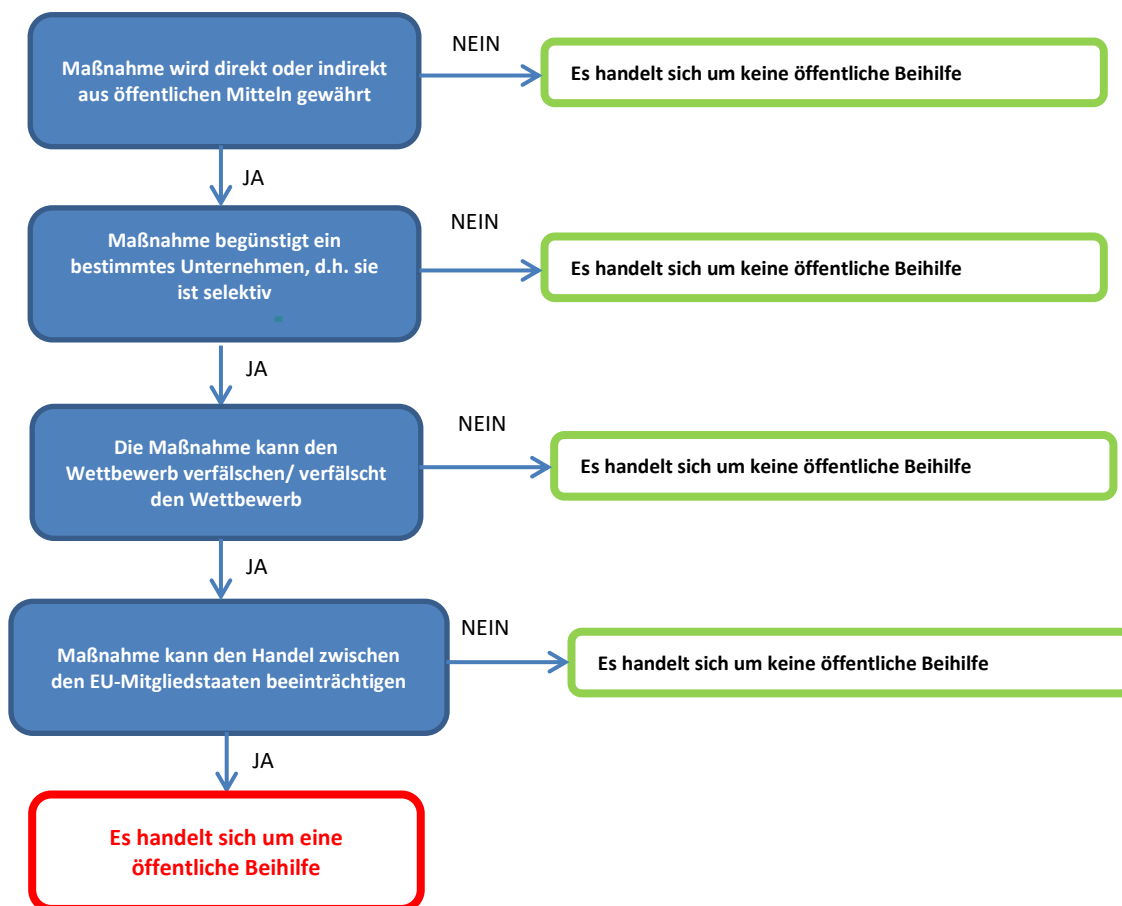 NEIN
Maßnahme wird direkt oder indirekt
aus öffentlichen Mitteln gewährt
Es handelt sich um keine öffentliche Beihilfe
JA
NEIN
Maßnahme begünstigt ein
bestimmtes Unternehmen, d.h. sie
ist selektiv
Es handelt sich um keine öffentliche Beihilfe
JA
NEIN
Die Maßnahme kann den
Wettbewerb verfälschen/ verfälscht
den Wettbewerb
Es handelt sich um keine öffentliche Beihilfe
JA
NEIN
Maßnahme kann den Handel zwischen
den EU-Mitgliedstaaten beeinträchtigen
Es handelt sich um keine öffentliche Beihilfe
JA
Es handelt sich um eine
öffentliche Beihilfe